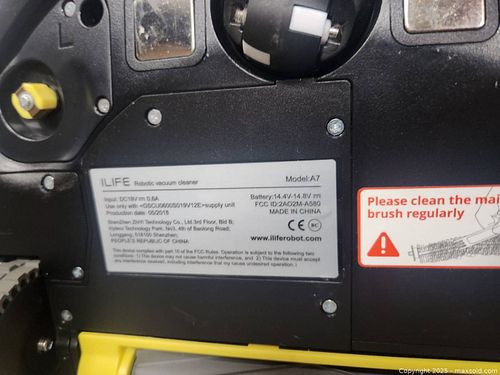 ILIFE Robotic vacuum cleaner Model:A7
Input: DC19V 0.6A Battery:14.4V-14.8V
Use only with <GSCU0600S019V12E>supply unit FCC ID:2AO2M-A580
Production date: 05/2018 MADE IN CHINA
Shenzhen ZHIYI Technology Co., Ltd.3rd Floor, Bld B;
Hytera Technology Park, No3, 4th of Baolong Road;
Longgang, 518100 Shenzhen;
PEOPLE'S REPUBLIC OF CHINA
CE BC
www.iliferobot.com
This device complies with part 15 of the FCC Rules. Operation is subject to the following two
conditions: 1) This device may not cause harmful interference, and 2) This device must accept
any interference received, including interference that may cause undesired operation.
Please clean the mai
brush regularly
L
Copyright 2025 - maxsold.com